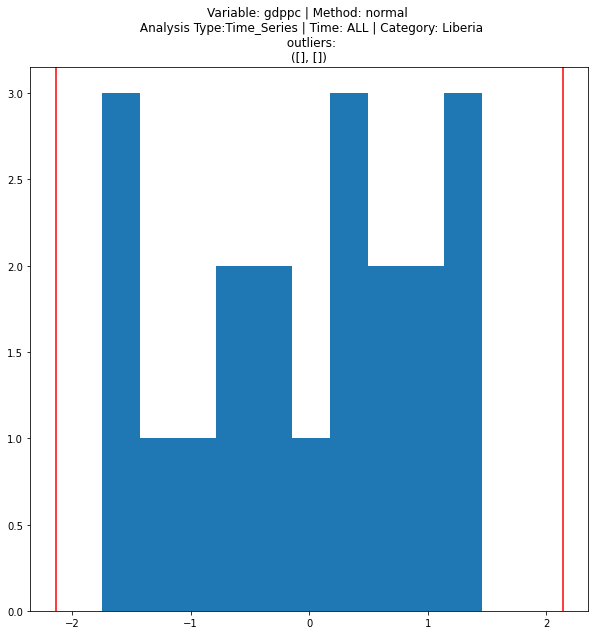 Variable: gdppc | Method: normal
Analysis Type:Time_Series | Time: ALL | Category: Liberia
outliers:
([], [])
3.0
2.5
2.0
1.5
1.0
0.5
0.0
−2 −1 0 1 2